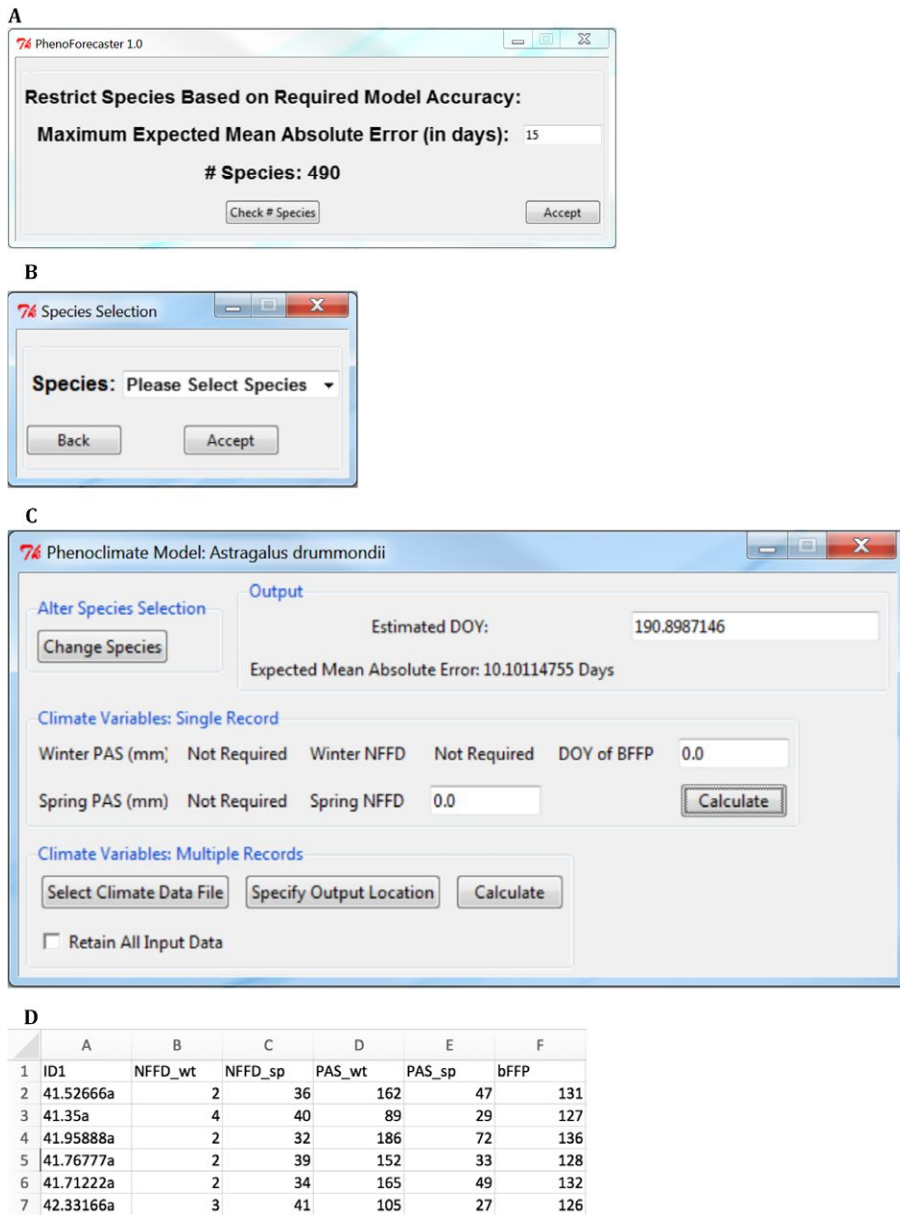 A
PhenoForecaster 1.0
Restrict Species Based on Required Model Accuracy:
Maximum Expected Mean Absolute Error (in days): 15
# Species: 490
Check # Species Accept
B
Species Selection
Species: Please Select Species
Back Accept
C
Phenoclimate Model: Astragalus drummondii
Alter Species Selection Output
Change Species Estimated DOY: 190.8987146
Expected Mean Absolute Error: 10.10114755 Days
Climate Variables: Single Record
Winter PAS (mm) Not Required Winter NFFD Not Required DOY of BFFP 0.0
Spring PAS (mm) Not Required Spring NFFD 0.0 Calculate
Climate Variables: Multiple Records
Select Climate Data File Specify Output Location Calculate
Retain All Input Data
D
A B C D E F
1 ID1 NFFD_wt NFFD_sp PAS_wt PAS_sp bFFP
2 41.52666a 2 36 162 47 131
3 41.35a 4 40 89 29 127
4 41.95888a 2 32 186 72 136
5 41.76777a 2 39 152 33 128
6 41.71222a 2 34 165 49 132
7 42.33166a 3 41 105 27 126